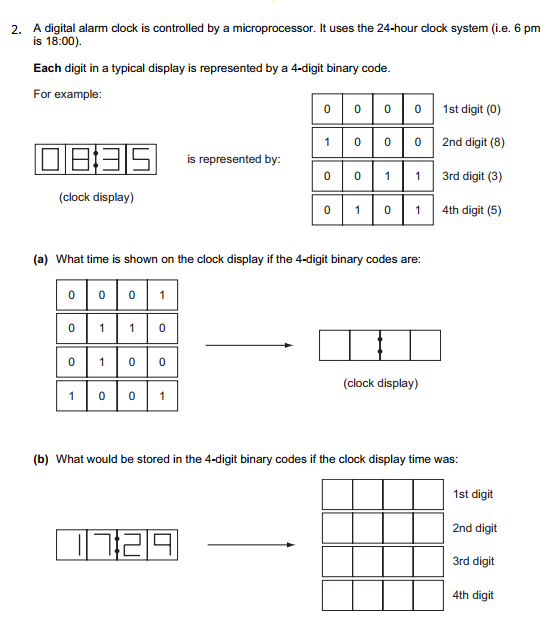 2. A digital alarm clock is controlled by a microprocessor. It uses the 24-hour clock system (i.e. 6 pm
is 18:00).
Each digit in a typical display is represented by a 4-digit binary code.
For example:
0 0 0 0 1st digit (0)
1 0 0 0 2nd digit (8)
08:35 is represented by:
0 0 1 1 3rd digit (3)
(clock display)
0 1 0 1 4th digit (5)
(a) What time is shown on the clock display if the 4-digit binary codes are:
0 0 0 1
0 1 1 0
:
0 1 0 0
(clock display)
1 0 0 1
(b) What would be stored in the 4-digit binary codes if the clock display time was:
1st digit
2nd digit
17:29
3rd digit
4th digit